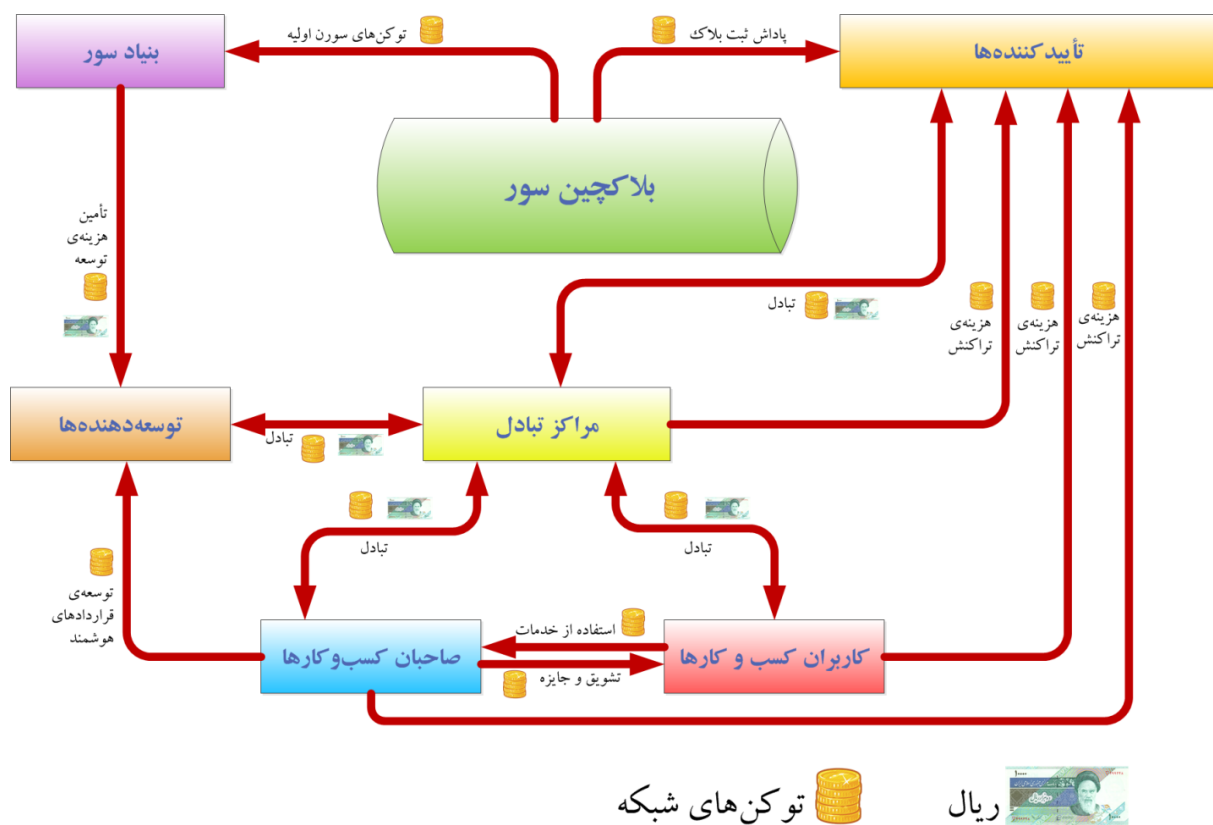 توکن‌های سورن اولیه
پاداش ثبت بلاک
بنیاد سور
تأییدکننده‌ها
بلاکچین سور
تأمین
هزینه‌ی
توسعه
تبادل
هزینه‌ی
تراکنش
هزینه‌ی
تراکنش
هزینه‌ی
تراکنش
توسعه‌دهنده‌ها
تبادل
مراکز تبادل
تبادل
تبادل
توسعه‌ی
قراردادهای
هوشمند
استفاده از خدمات
صاحبان کسب‌وکارها
کاربران کسب و کارها
تشویق و جایزه
ریال
توکن‌های شبکه